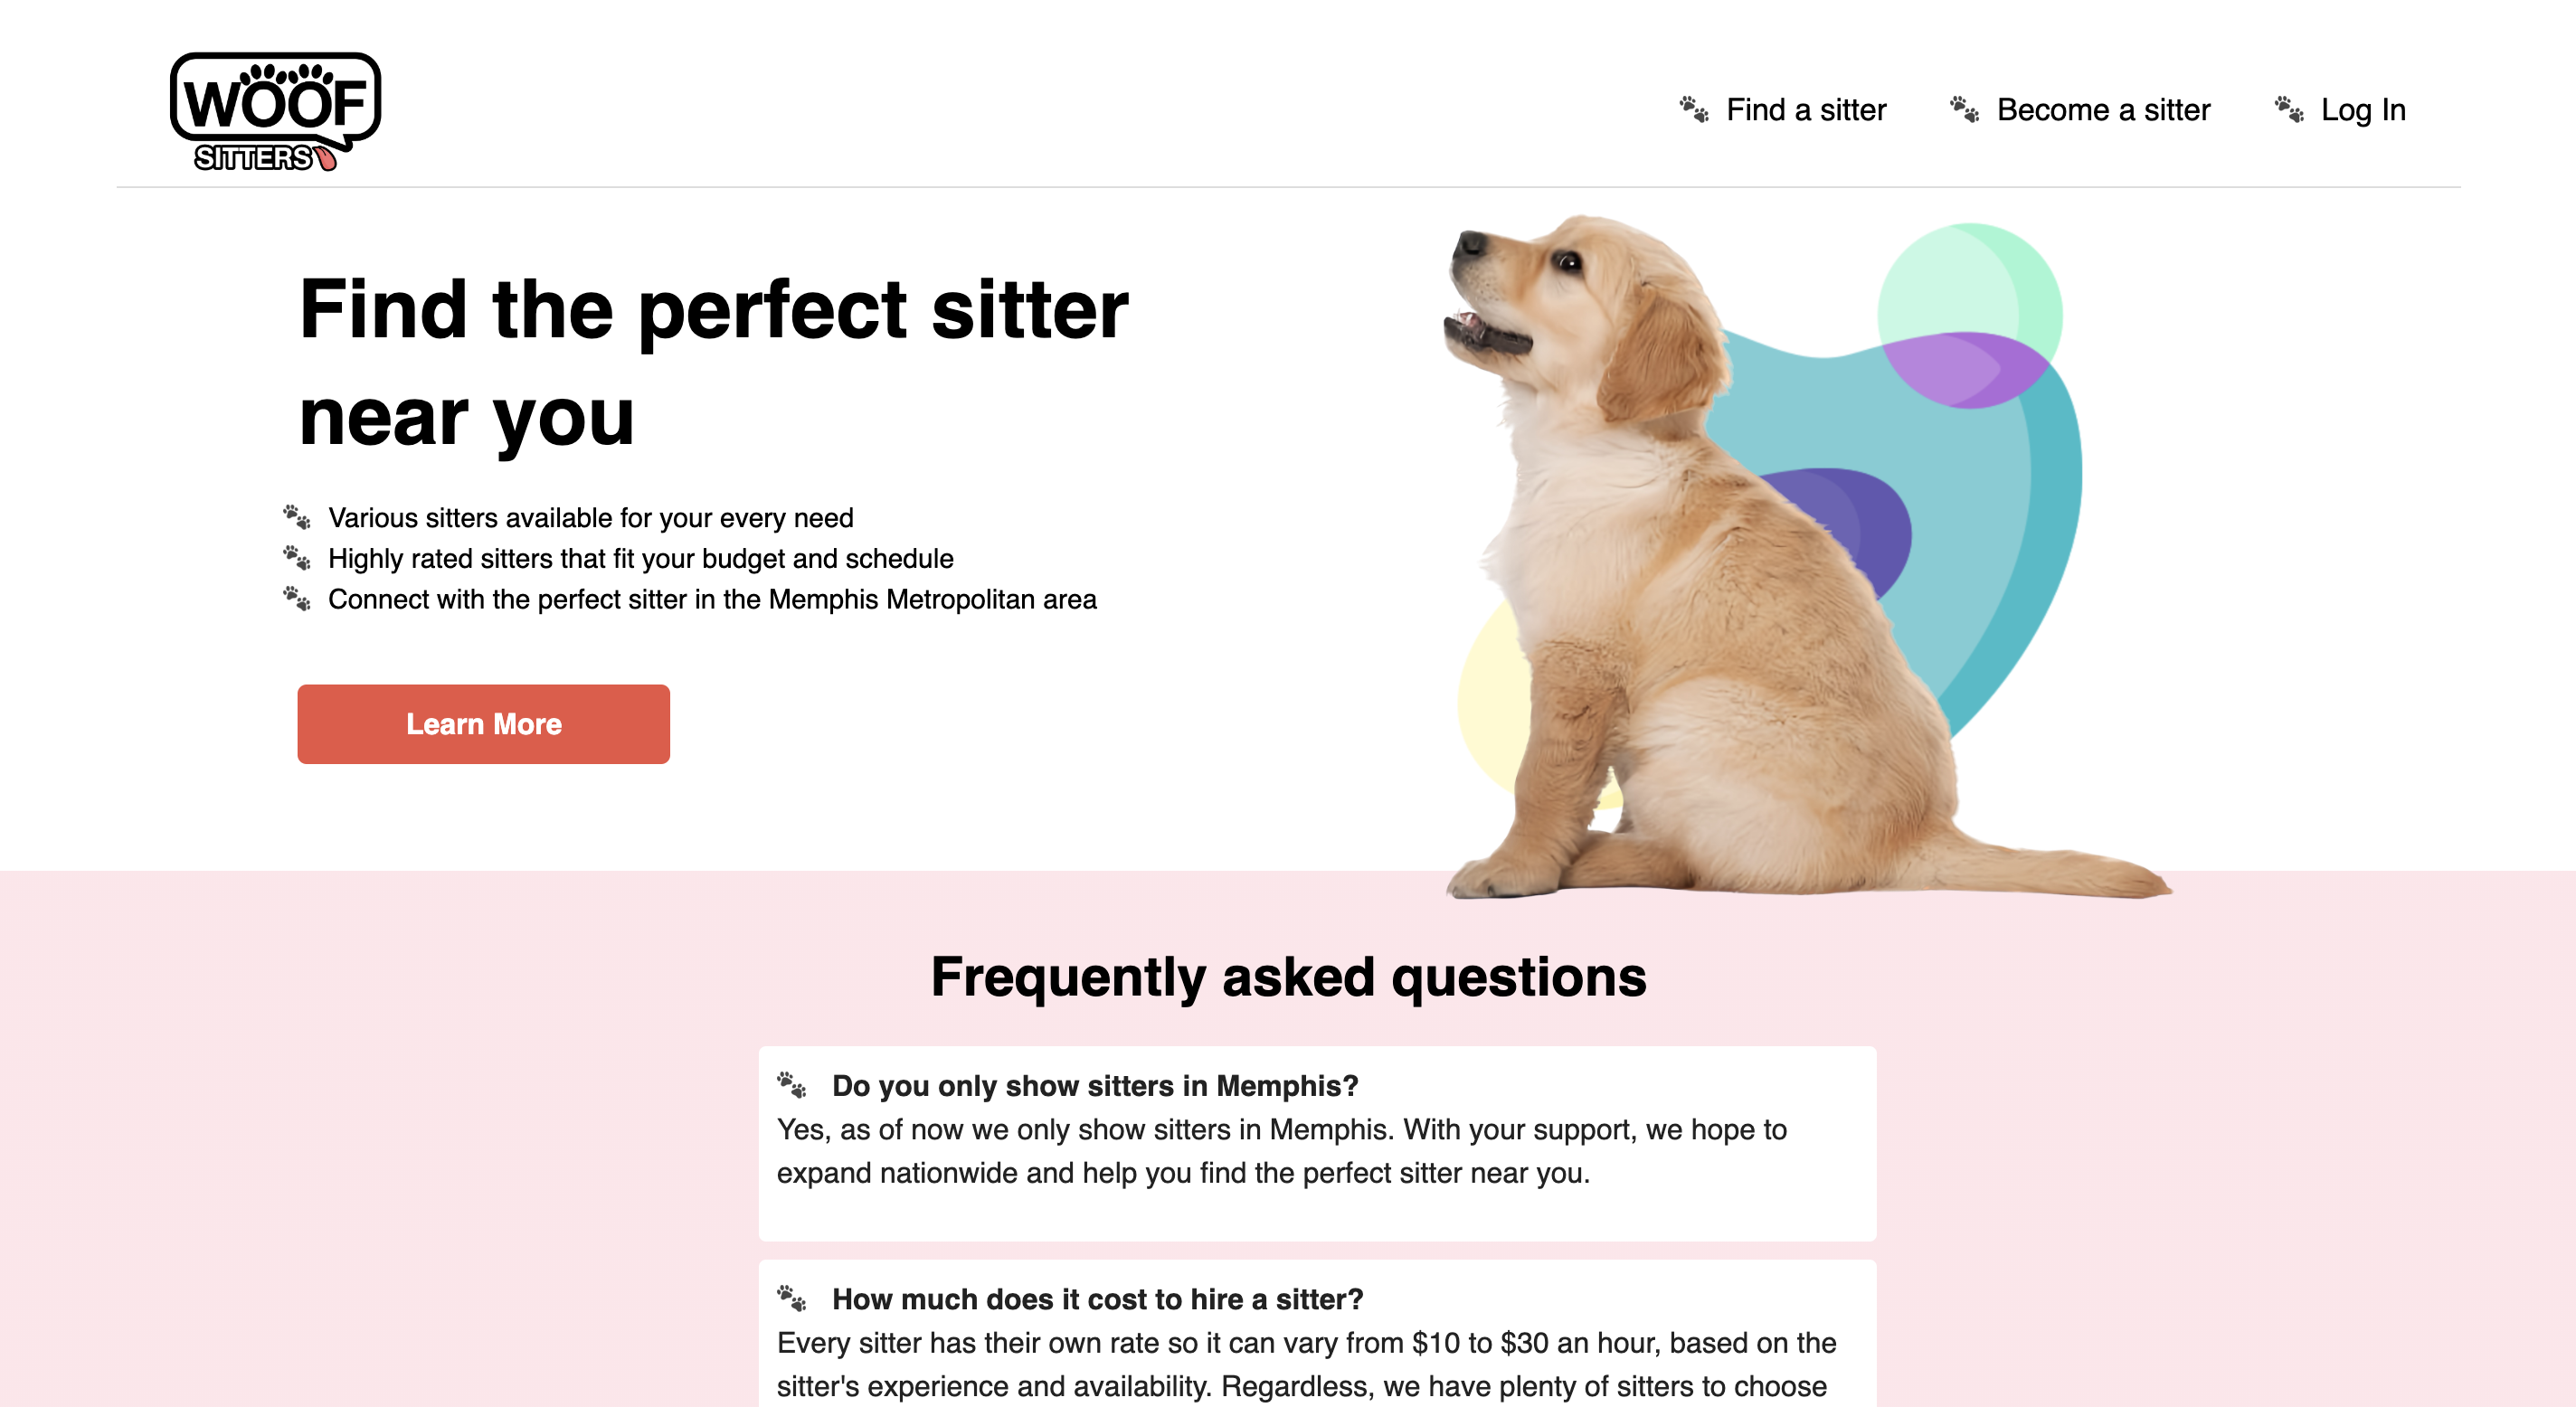 WOOF
SITTERS
Find a sitter
Become a sitter
Log In
Find the perfect sitter
near you
Various sitters available for your every need
Highly rated sitters that fit your budget and schedule
Connect with the perfect sitter in the Memphis Metropolitan area
Learn More
Frequently asked questions
Do you only show sitters in Memphis?
Yes, as of now we only show sitters in Memphis. With your support, we hope to
expand nationwide and help you find the perfect sitter near you.
How much does it cost to hire a sitter?
Every sitter has their own rate so it can vary from $10 to $30 an hour, based on the
sitter's experience and availability. Regardless, we have plenty of sitters to choose